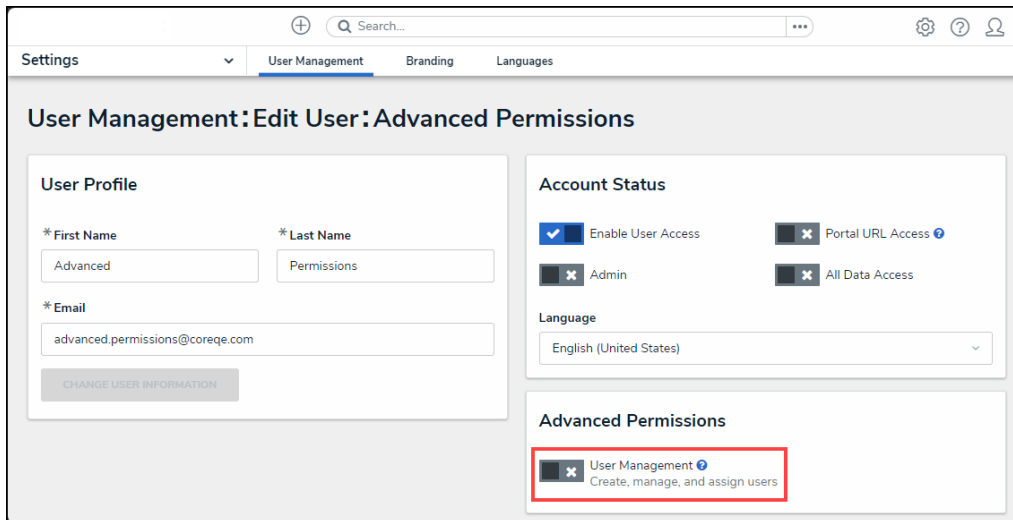 Search...
Settings
User Management
Branding
Languages
User Management:Edit User:Advanced Permissions
User Profile
*First Name
*Last Name
Advanced
Permissions
*Email
advanced.permissions@coreqe.com
CHANGE USER INFORMATION
Account Status
Enable User Access
Portal URL Access
Admin
All Data Access
Language
English (United States)
Advanced Permissions
User Management
Create, manage, and assign users